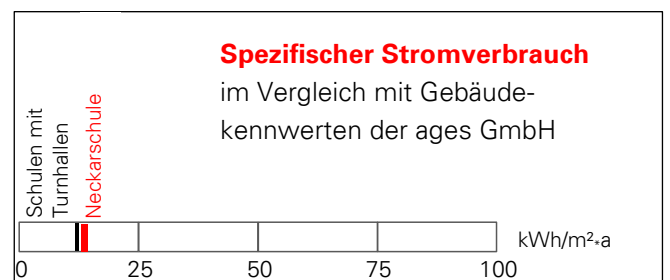 Spezifischer Stromverbrauch
im Vergleich mit Gebäude-
kennwerten der ages GmbH
Schulen mit
Turnhallen
Neckarschule
kWh/m²*a
0 25 50 75 100